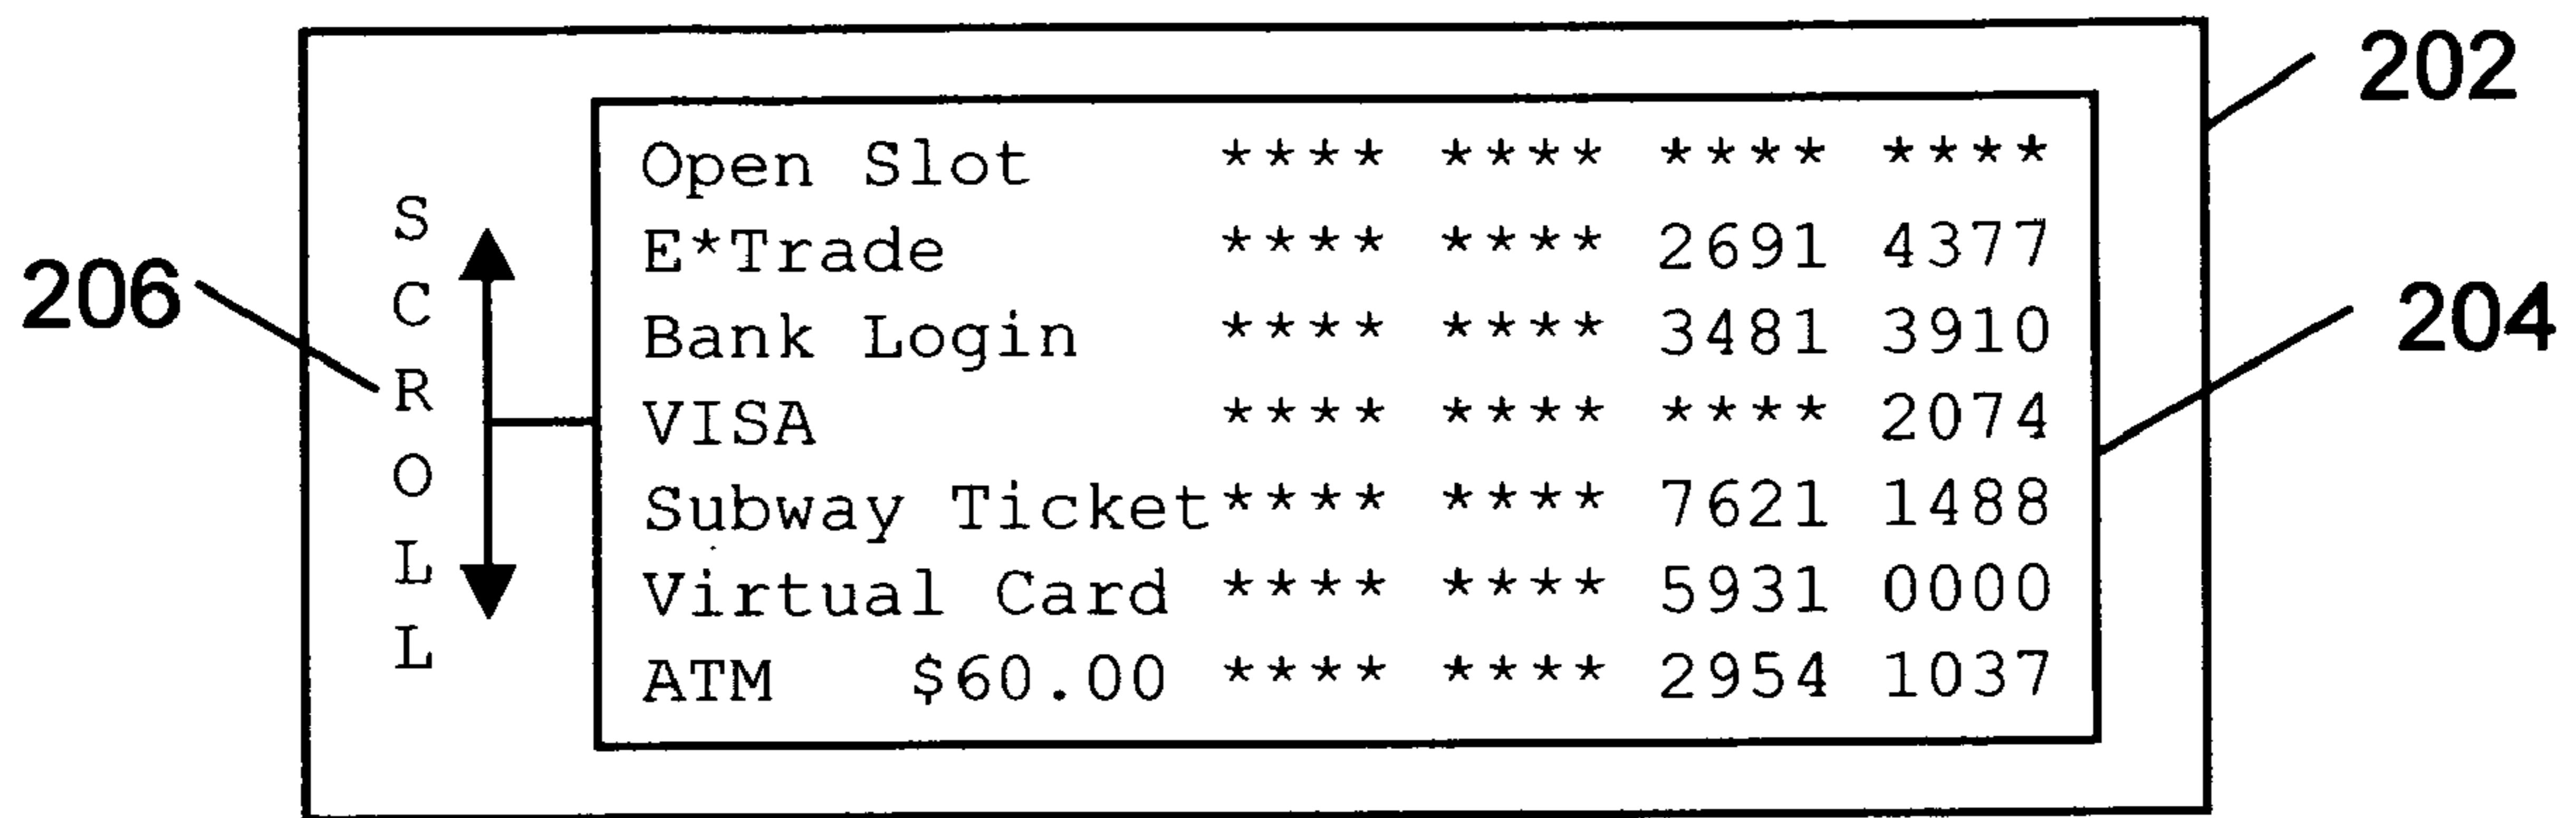 202
Open Slot **** **** **** ****
E*Trade **** **** 2691 4377
206
Bank Login **** **** 3481 3910
204
VISA **** **** **** 2074
Subway Ticket**** **** 7621 1488
Virtual Card **** **** 5931 0000
ATM $60.00 **** **** 2954 1037
SCROLL